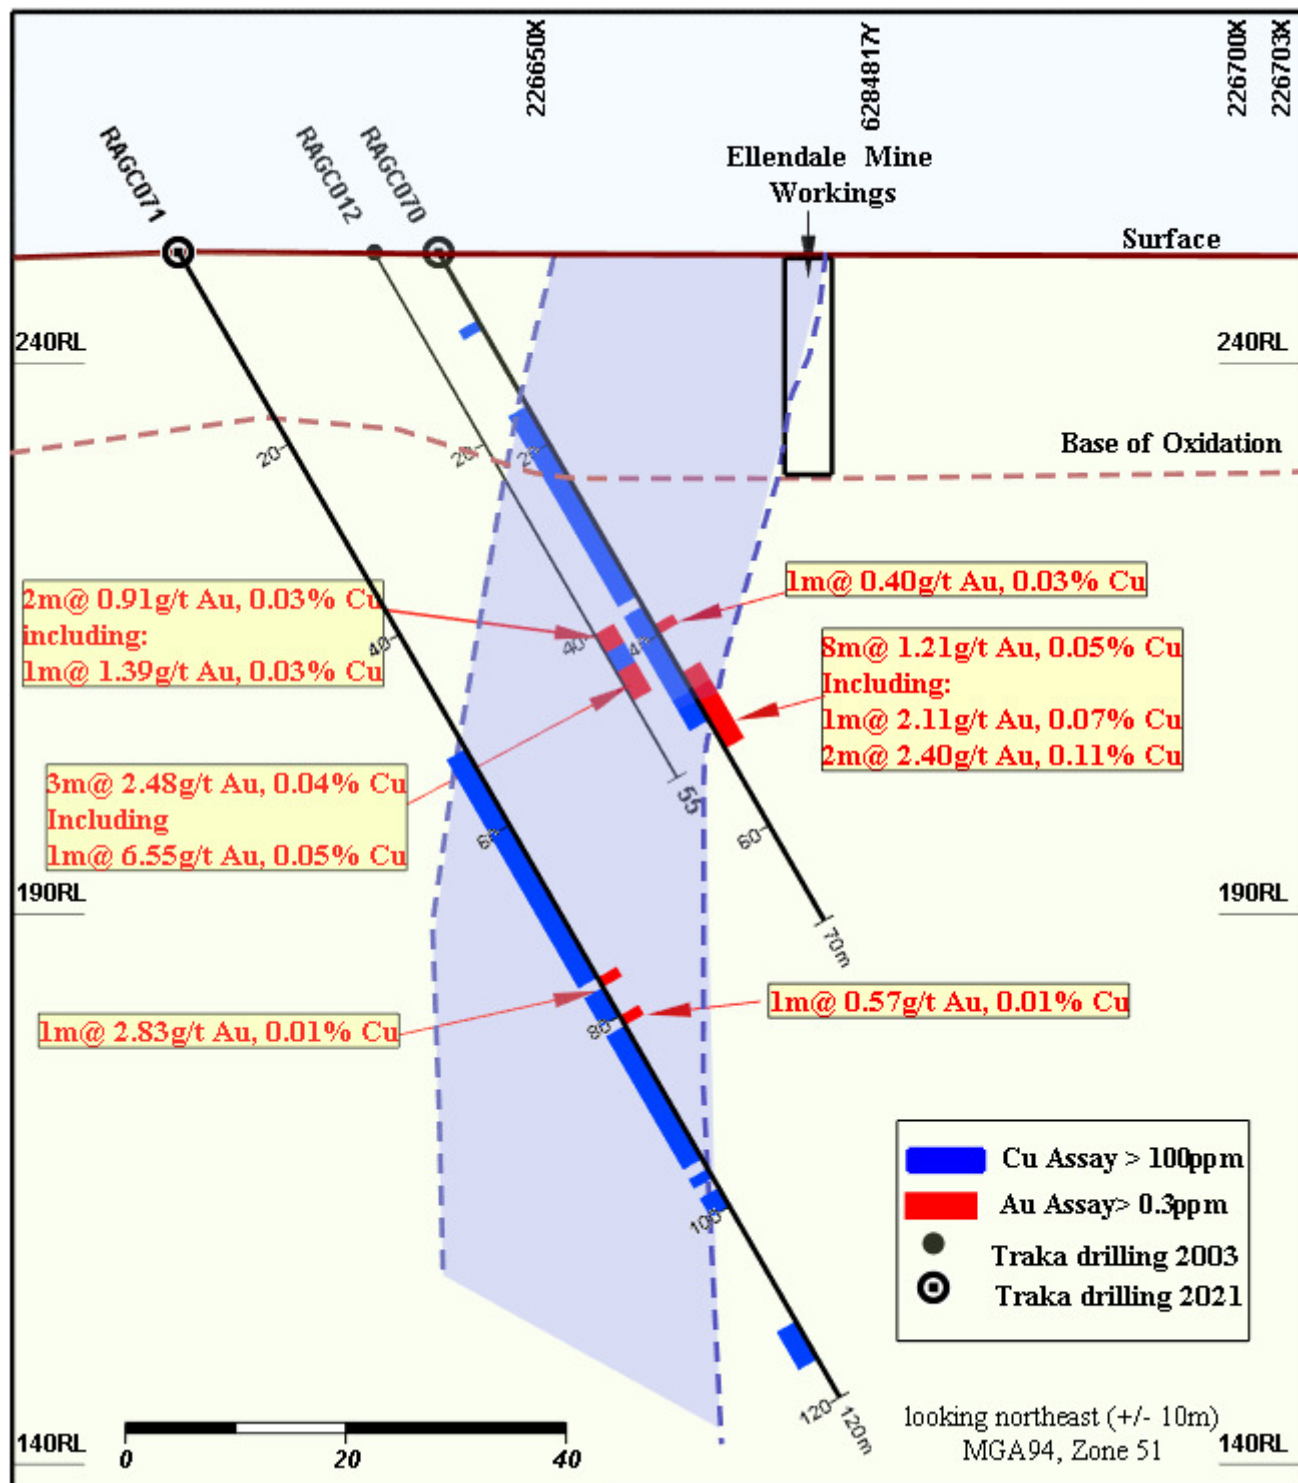 226650X
6284817Y
226700X
226703X
RAGC071
RAGC012
RAGC070
Ellendale Mine
Workings
Surface
240RL
240RL
Base of Oxidation
20
20
20
2m@ 0.91g/t Au, 0.03% Cu
including:
1m@ 1.39g/t Au, 0.03% Cu
1m@ 0.40g/t Au, 0.03% Cu
40
40
40
8m@ 1.21g/t Au, 0.05% Cu
Including:
1m@ 2.11g/t Au, 0.07% Cu
2m@ 2.40g/t Au, 0.11% Cu
3m@ 2.48g/t Au, 0.04% Cu
Including
1m@ 6.55g/t Au, 0.05% Cu
55
60
60
190RL
190RL
70m
1m@ 2.83g/t Au, 0.01% Cu
1m@ 0.57g/t Au, 0.01% Cu
80
100
Cu Assay > 100ppm
Au Assay> 0.3ppm
Traka drilling 2003
Traka drilling 2021
120
120m
looking northeast (+/- 10m)
MGA94, Zone 51
140RL
140RL
0
20
40